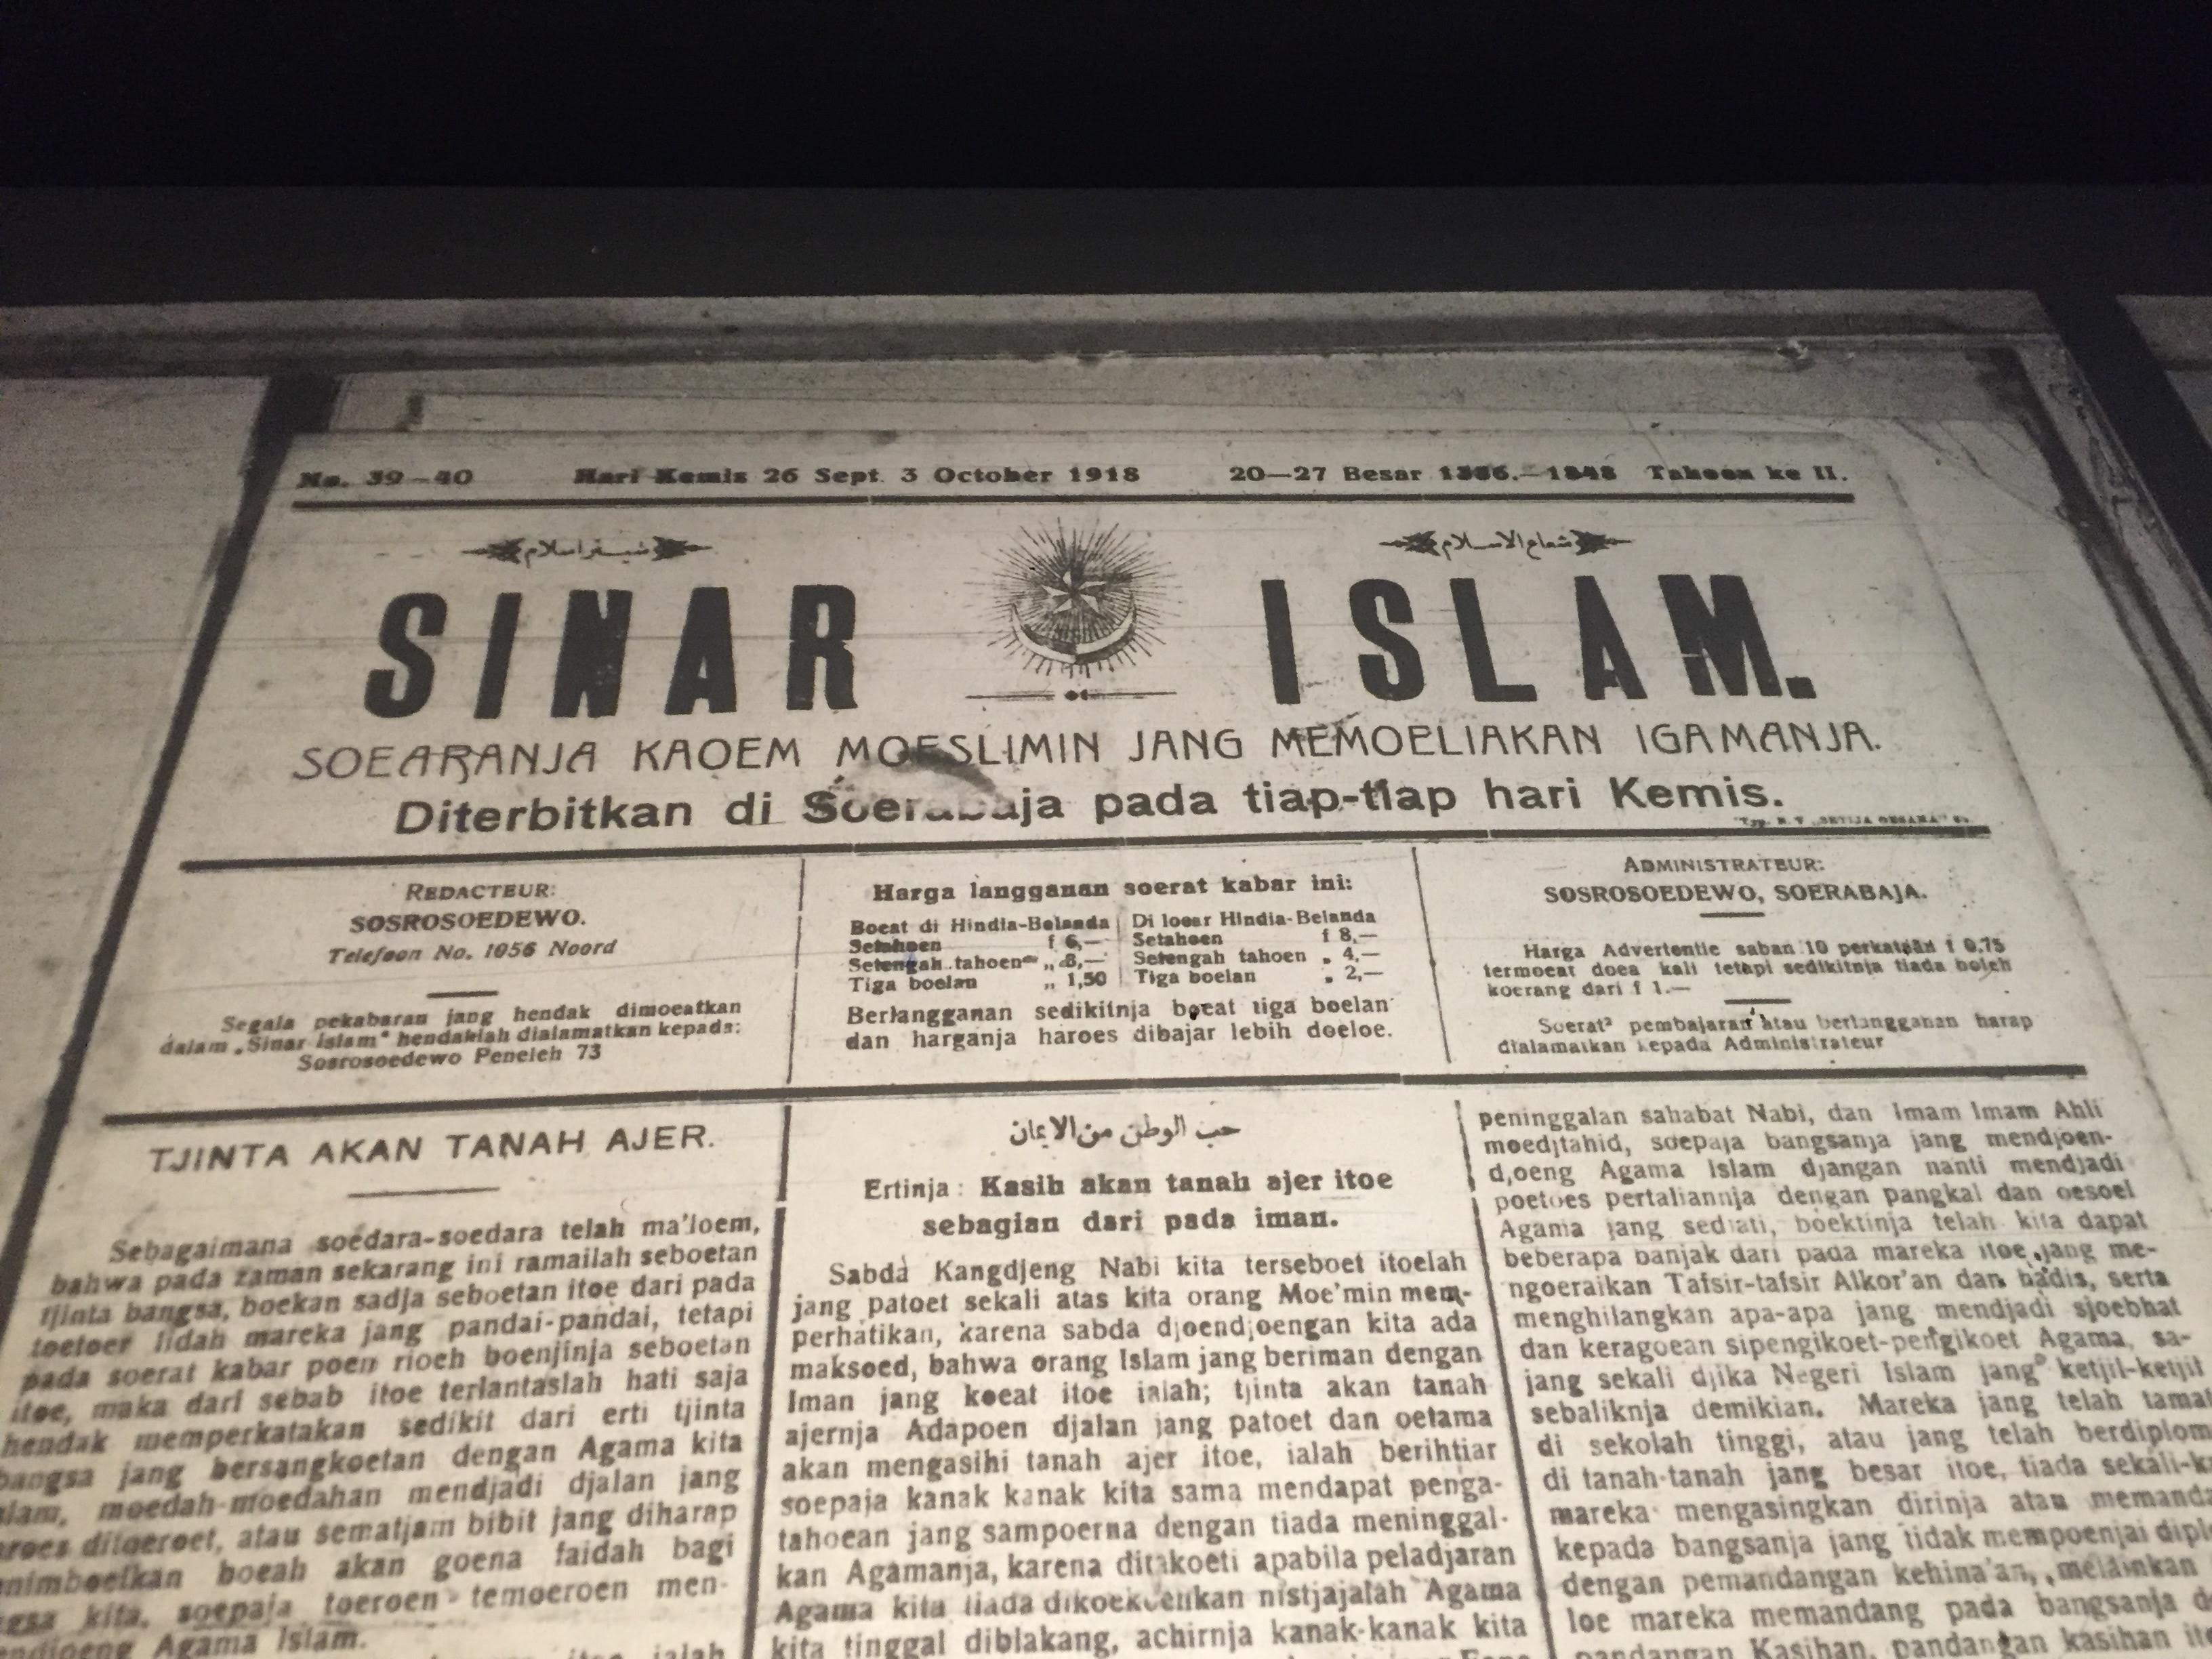 No. 39-40 Hari Kemis 26 Sept. 3 October 1918 20—27 Besar Tahoen ke II.
شعاع الاسلام
SINAR ISLAM.
SOEARANJA KAOEM MOESLIMIN JANG MEMOELIAKAN IGAMANJA.
Diterbitkan di Soerabaja pada tiap-tiap hari Kemis.
REDACTEUR:
SOSROSOEDEWO.
Telefoon No. 1056 Noord
Segala pekabaran jang hendak dimoeatkan
dalam „Sinar Islam" hendaklah dialamatkan kepada:
Sosrosoedewo Peneleh 73
Harga langganan soerat kabar ini:
Boeat di Hindia-Belanda
Setahoen f 6,—
Setengah tahoen „ 3,—
Tiga boelan „ 1,50
Di loear Hindia-Belanda
Setahoen f 8,—
Setengah tahoen „ 4,—
Tiga boelan „ 2,—
Berlangganan sedikitnja boeat tiga boelan
dan harganja haroes dibajar lebih doeloe.
ADMINISTRATEUR:
SOSROSOEDEWO, SOERABAJA.
Harga Advertentie saban 10 perkataan f 0.75
termoeat doea kali tetapi sedikitnja tiada boleh
koerang dari f 1.—
Soerat² pembajaran atau berlangganan harap
dialamatkan kepada Administrateur
TJINTA AKAN TANAH AJER.
Sebagaimana soedara-soedara telah ma'loem,
bahwa pada zaman sekarang ini ramailah seboetan
tjinta bangsa, boekan sadja seboetan itoe dari pada
toetoer lidah mareka jang pandai-pandai, tetapi
pada soerat kabar poen rioeh boenjinja seboetan
itoe, maka dari sebab itoe terlantaslah hati saja
hendak memperkatakan sedikit dari erti tjinta
bangsa jang bersangkoetan dengan Agama kita
moedah-moedahan mendjadi djalan jang
ditoeroet, atau sematjam bibit jang diharap
boeah akan goena faidah bagi
kita, soepaja toeroen-temoeroen men-
Agama Islam.
حب الوطن من الايمان
Ertinja: Kasih akan tanah ajer itoe
sebagian dari pada iman.
Sabda Kangdjeng Nabi kita terseboet itoelah
jang patoet sekali atas kita orang Moe'min mem-
perhatikan, karena sabda djoendjoengan kita ada
maksoed, bahwa orang Islam jang beriman dengan
Iman jang koeat itoe ialah; tjinta akan tanah
ajernja Adapoen djalan jang patoet dan oetama
akan mengasihi tanah ajer itoe, ialah berihtiar
soepaja kanak kanak kita sama mendapat penga-
tahoean jang sampoerna dengan tiada meninggal-
kan Agamanja, karena ditakoeti apabila peladjaran
Agama kita tiada dikoekoehkan nistjajalah Agama
kita tinggal diblakang, achirnja kanak-kanak kita
peninggalan sahabat Nabi, dan Imam Imam Ahli
moedjtahid, soepaja bangsanja jang mendjoen-
djoeng Agama Islam djangan nanti mendjadi
poetoes pertaliannja dengan pangkal dan oesoel
Agama jang sediati, boektinja telah kita dapat
beberapa banjak dari pada mareka itoe jang me-
ngoeraikan Tafsir-tafsir Alkor'an dan hadis, serta
menghilangkan apa-apa jang mendjadi sjoebhat
dan keragoean sipengikoet-pengikoet Agama, sa-
jang sekali djika Negeri Islam jang ketjil-ketjil
sebaliknja demikian. Mareka jang telah tamat
di sekolah tinggi, atau jang telah
di tanah-tanah jang besar itoe, tiada
mareka mengasingkan dirinja atau
kepada bangsanja jang tidak mempoenjai
dengan pemandangan kehina'an, melainkan
loe mareka memandang pada bangsanja
Kasihan, pandangan kasihan